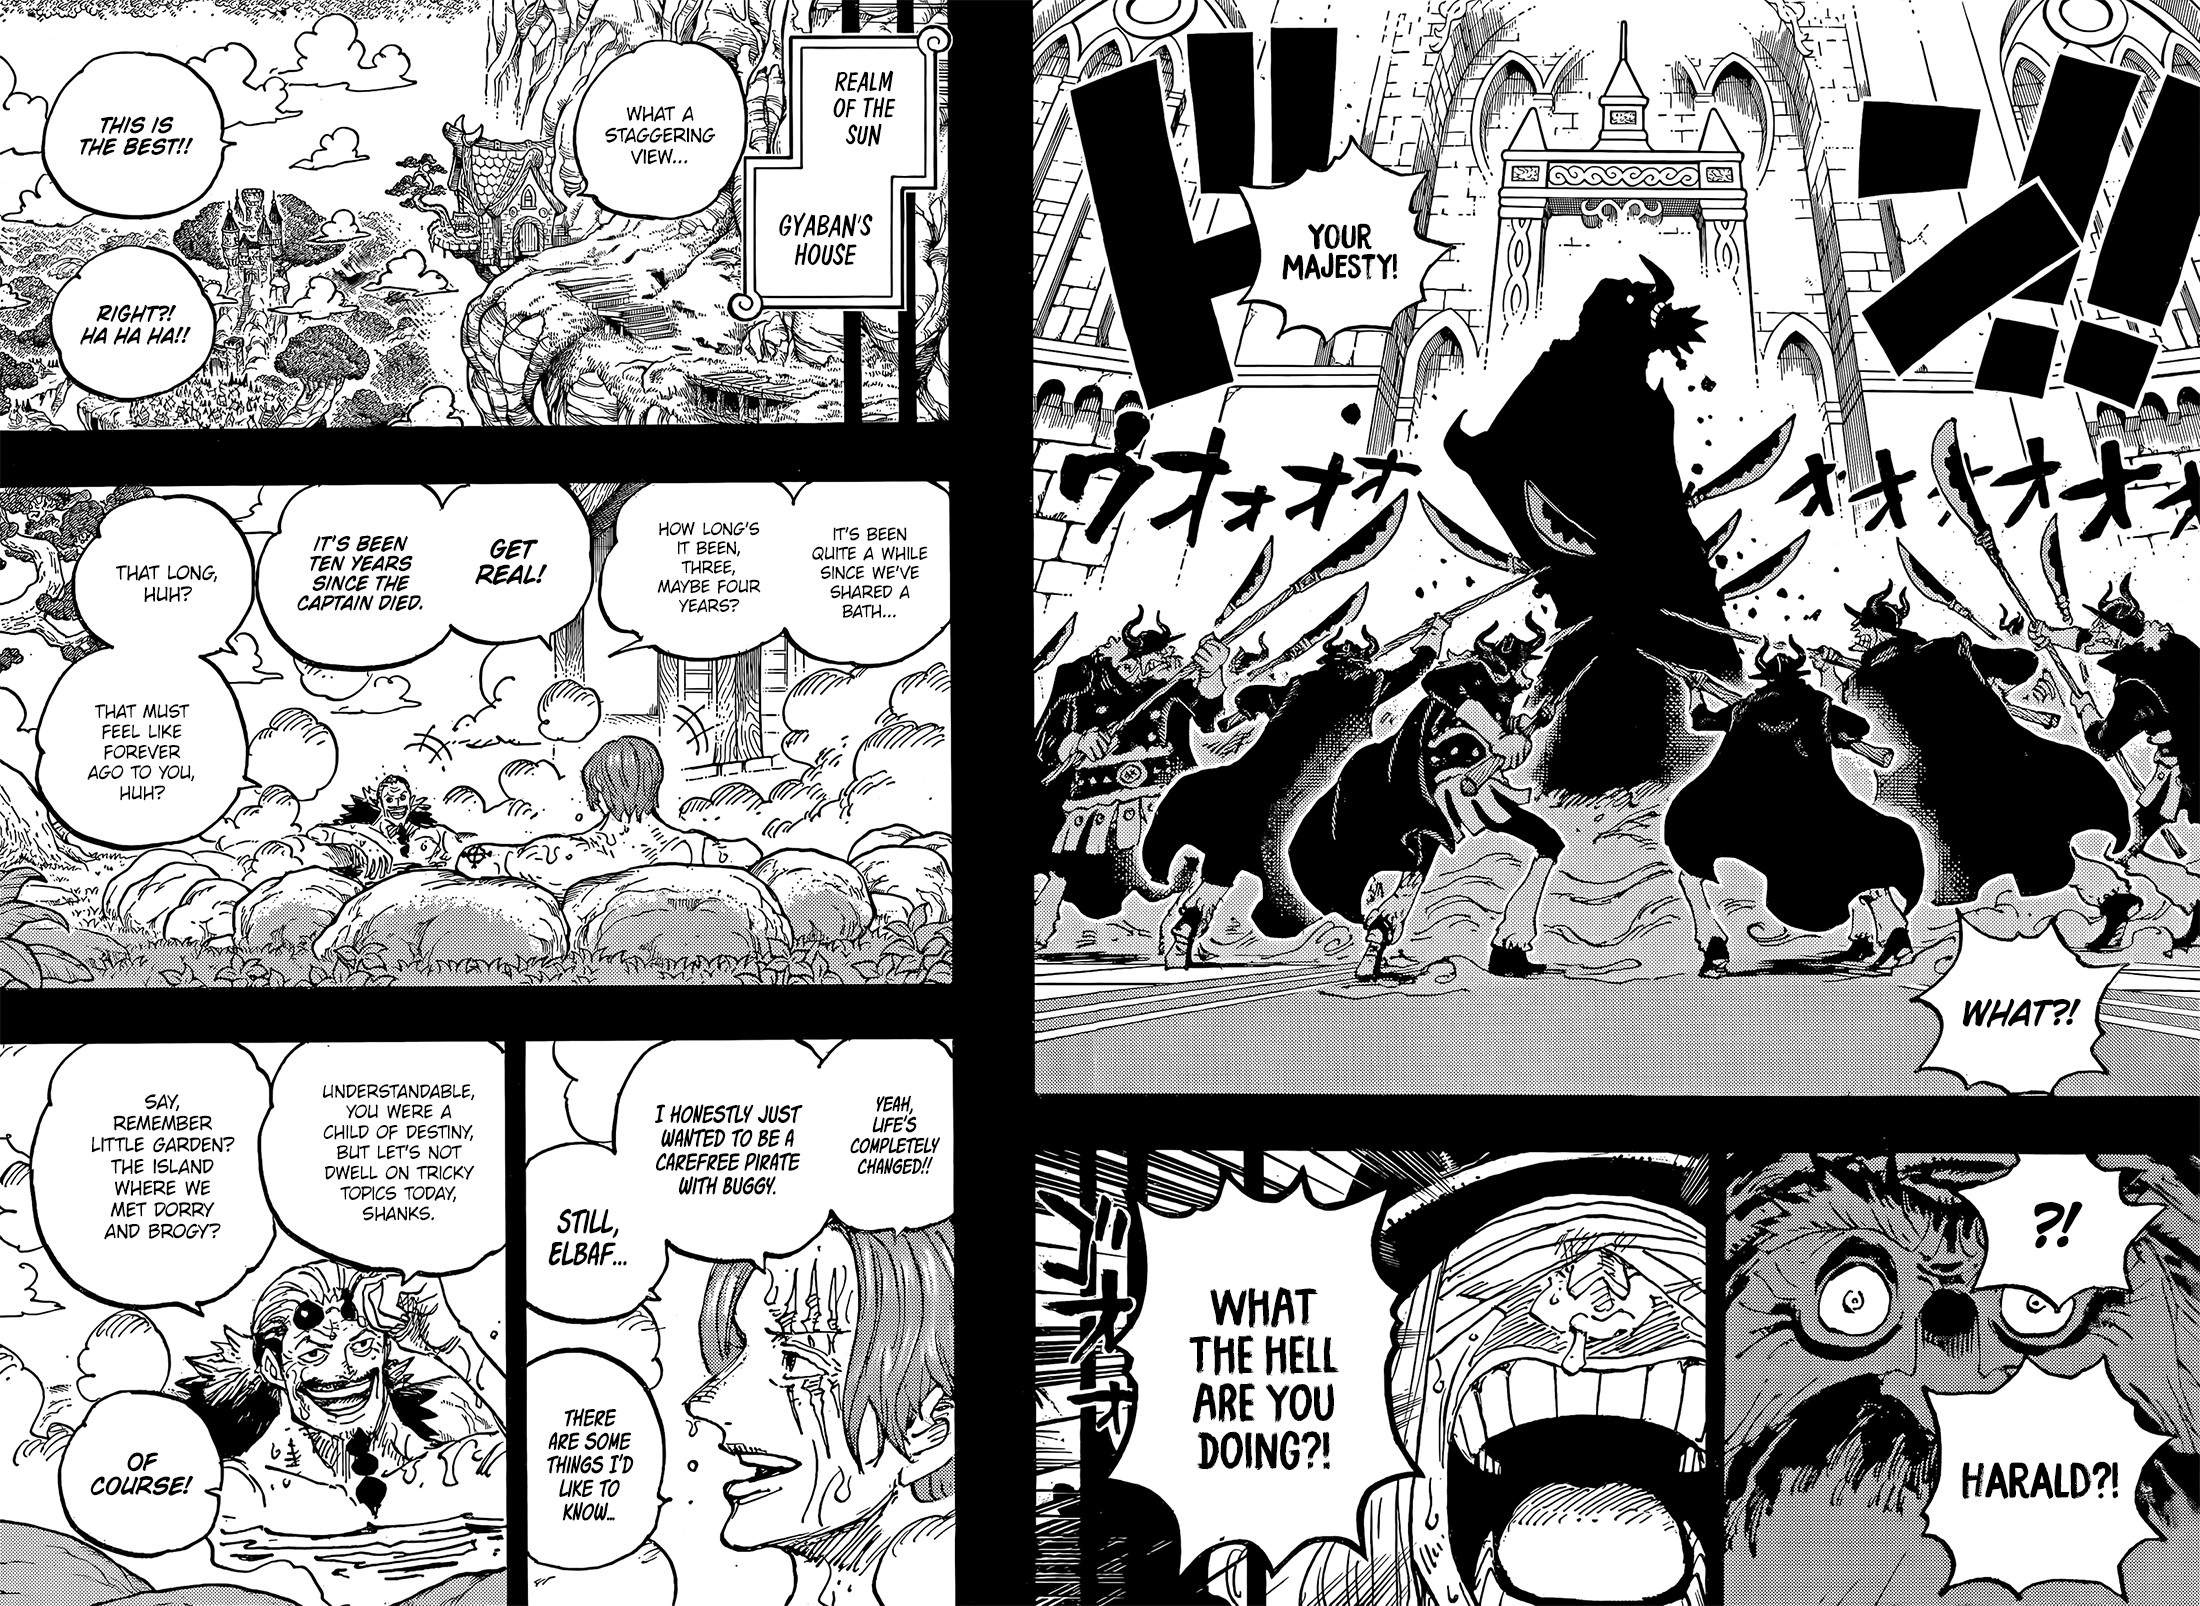 ドン!!
YOUR
MAJESTY!
ウオォオオオオオオオオ
WHAT?!
?!
HARALD?!
WHAT
THE HELL
ARE YOU
DOING?!
REALM
OF THE
SUN
GYABAN'S
HOUSE
WHAT A
STAGGERING
VIEW...
THIS IS
THE BEST!!
RIGHT?!
HA HA HA!!
IT'S BEEN
QUITE A WHILE
SINCE WE'VE
SHARED A
BATH...
HOW LONG'S
IT BEEN,
THREE,
MAYBE FOUR
YEARS?
GET
REAL!
IT'S BEEN
TEN YEARS
SINCE THE
CAPTAIN DIED.
THAT LONG,
HUH?
THAT MUST
FEEL LIKE
FOREVER
AGO TO YOU,
HUH?
YEAH,
LIFE'S
COMPLETELY
CHANGED!!
I HONESTLY JUST
WANTED TO BE A
CAREFREE PIRATE
WITH BUGGY.
STILL,
ELBAF...
THERE
ARE SOME
THINGS I'D
LIKE TO
KNOW...
UNDERSTANDABLE,
YOU WERE A
CHILD OF DESTINY,
BUT LET'S NOT
DWELL ON TRICKY
TOPICS TODAY,
SHANKS.
SAY,
REMEMBER
LITTLE GARDEN?
THE ISLAND
WHERE WE
MET DORRY
AND BROGY?
OF
COURSE!